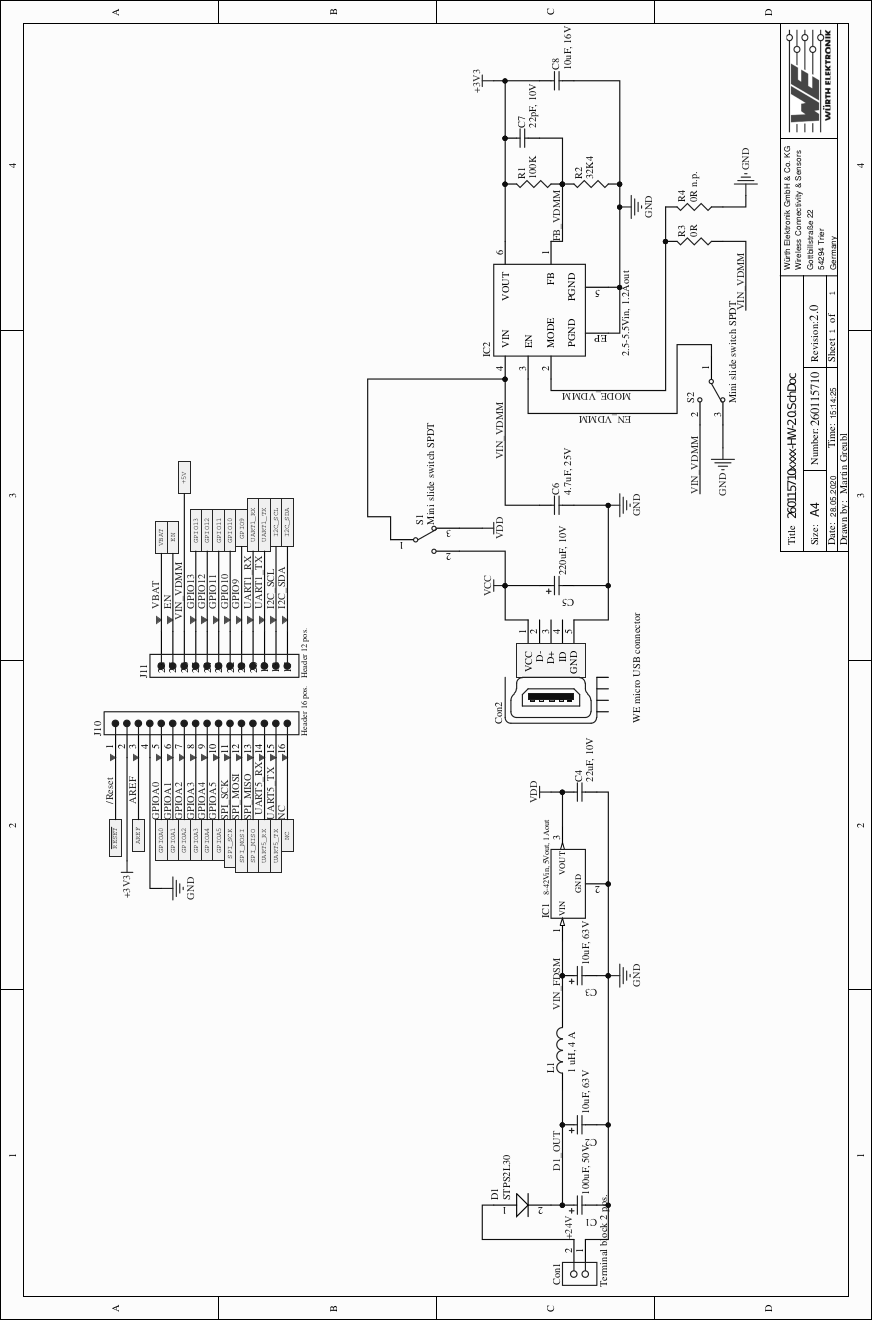 A
B
C
D
1
2
3
4
A
B
C
D
1
2
3
4
J10
Header 16 pos.
1
2
3
4
5
6
7
8
9
10
11
12
13
14
15
16
/Reset
AREF
GPIOA0
GPIOA1
GPIOA2
GPIOA3
GPIOA4
GPIOA5
SPI_SCK
SPI_MOSI
SPI_MISO
UART5_RX
UART5_TX
NC
RESET
AREF
GPIOA0
GPIOA1
GPIOA2
GPIOA3
GPIOA4
GPIOA5
SPI_SCK
SPI_MOSI
SPI_MISO
UART5_RX
UART5_TX
NC
+3V3
GND
J11
Header 12 pos.
VBAT
EN
VIN_VDMM
GPIO13
GPIO12
GPIO11
GPIO10
GPIO9
UART1_RX
UART1_TX
I2C_SCL
I2C_SDA
VBAT
EN
+5V
GPIO13
GPIO12
GPIO11
GPIO10
GPIO9
UART1_RX
UART1_TX
I2C_SCL
I2C_SDA
Con1
Terminal block 2 pos.
2
1
+24V
D1
STPS2L30
1
2
C1
100uF, 50V
D1_OUT
C2
10uF, 63V
L1
1 uH, 4 A
VIN_FDSM
C3
10uF, 63V
GND
IC1
8-42Vin, 5Vout, 1Aout
VIN
VOUT
GND
1
3
2
VDD
C4
22uF, 10V
Con2
WE micro USB connector
VCC
D-
D+
ID
GND
1
2
3
4
5
VCC
C5
220uF, 10V
S1
Mini slide switch SPDT
1
2
3
VDD
C6
4.7uF, 25V
GND
VIN_VDMM
IC2
2.5-5.5Vin, 1.2Aout
VIN
EN
MODE
VOUT
FB
PGND
PGND
4
3
2
6
1
5
EP
EN_VDMM
MODE_VDMM
FB_VDMM
R1
100K
R2
32K4
C7
22pF, 10V
C8
10uF, 16V
+3V3
GND
S2
Mini slide switch SPDT
1
2
3
VIN_VDMM
GND
R3
0R
R4
0R n.p.
VIN_VDMM
GND
Title 260115710xxxx-HW-2.0.SchDoc
Size: A4
Number: 260115710
Revision:2.0
Date: 28.05.2020
Time: 15:14:25
Sheet 1 of 1
Drawn by: Martin Greubl
Würth Elektronik GmbH & Co. KG
Wireless Connectivity & Sensors
Gottbillstraße 22
54294 Trier
Germany
WE
WÜRTH ELEKTRONIK